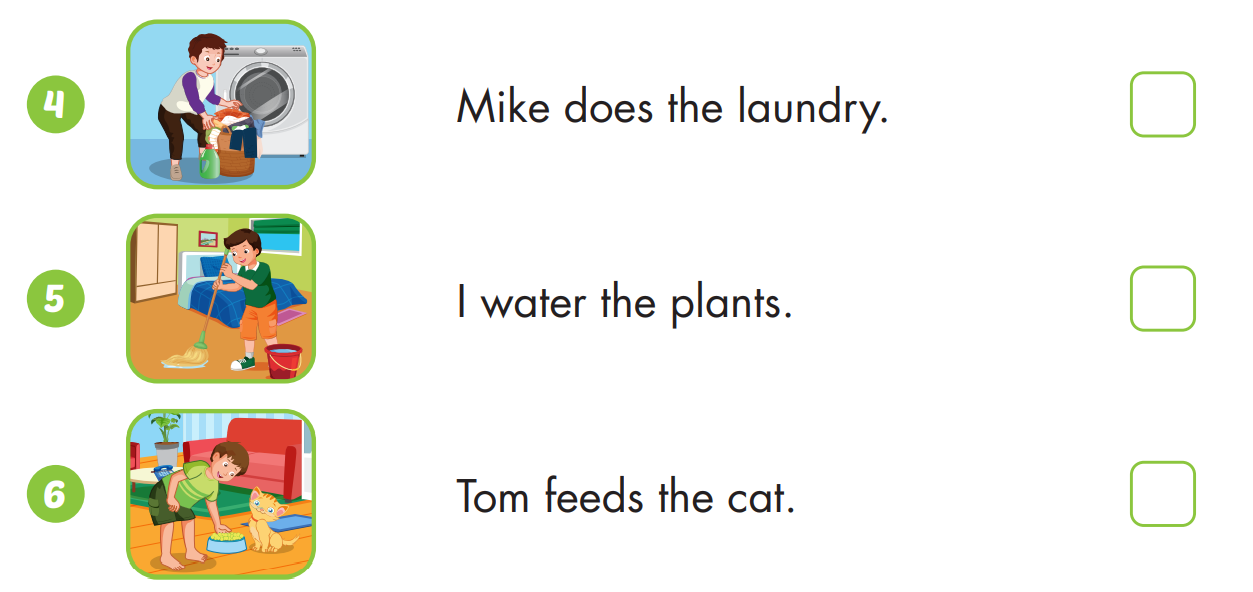 4 Mike does the laundry.
5 I water the plants.
6 Tom feeds the cat.